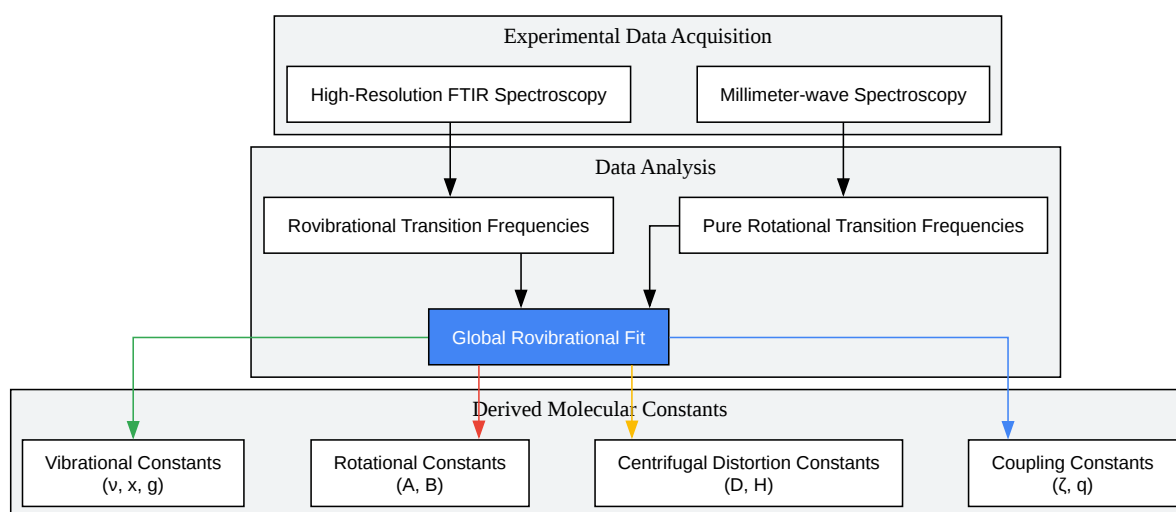 Experimental Data Acquisition
High-Resolution FTIR Spectroscopy
Millimeter-wave Spectroscopy
Data Analysis
Rovibrational Transition Frequencies
Pure Rotational Transition Frequencies
Global Rovibrational Fit
Derived Molecular Constants
Vibrational Constants
(ν, x, g)
Rotational Constants
(A, B)
Centrifugal Distortion Constants
(D, H)
Coupling Constants
(ζ, q)